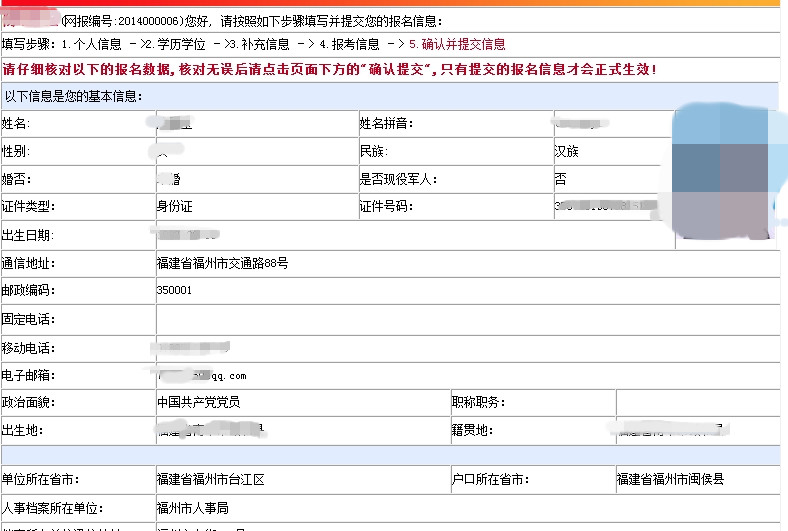 (网报编号:2014000006)您好, 请按照如下步骤填写并提交您的报名信息:
填写步骤: 1.个人信息 ->2.学历学位 ->3.补充信息 -> 4.报考信息 -> 5.确认并提交信息
请仔细核对以下的报名数据,核对无误后请点击页面下方的"确认提交",只有提交的报名信息才会正式生效!
以下信息是您的基本信息:
姓名: 姓名拼音:
性别: 民族: 汉族
婚否: 婚 是否现役军人: 否
证件类型: 身份证 证件号码:
出生日期:
通信地址: 福建省福州市交通路88号
邮政编码: 350001
固定电话:
移动电话:
电子邮箱: qq.com
政治面貌: 中国共产党党员 职称职务:
出生地: 籍贯地:
单位所在省市: 福建省福州市台江区 户口所在省市: 福建省福州市闽侯县
人事档案所在单位: 福州市人事局